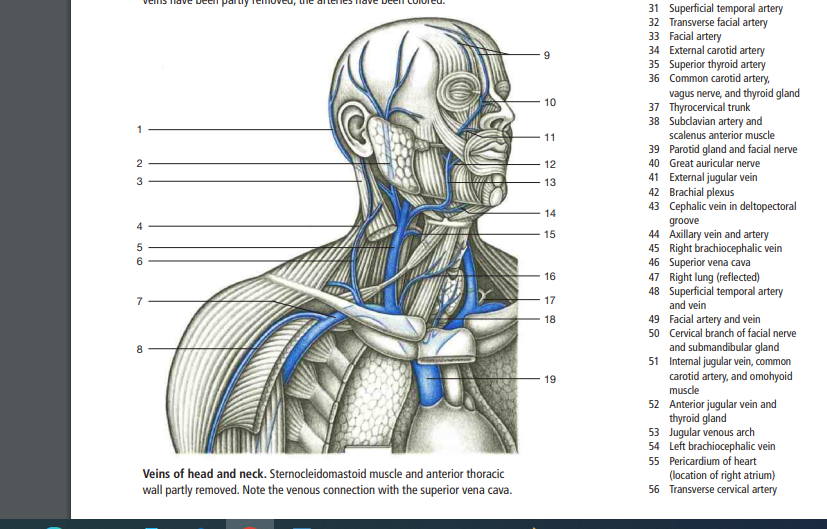 veins have been partly removed, the arteries have been colored.
1
2
3
4
5
6
7
8
9
10
11
12
13
14
15
16
17
18
19
Veins of head and neck. Sternocleidomastoid muscle and anterior thoracic
wall partly removed. Note the venous connection with the superior vena cava.
31 Superficial temporal artery
32 Transverse facial artery
33 Facial artery
34 External carotid artery
35 Superior thyroid artery
36 Common carotid artery,
vagus nerve, and thyroid gland
37 Thyrocervical trunk
38 Subclavian artery and
scalenus anterior muscle
39 Parotid gland and facial nerve
40 Great auricular nerve
41 External jugular vein
42 Brachial plexus
43 Cephalic vein in deltopectoral
groove
44 Axillary vein and artery
45 Right brachiocephalic vein
46 Superior vena cava
47 Right lung (reflected)
48 Superficial temporal artery
and vein
49 Facial artery and vein
50 Cervical branch of facial nerve
and submandibular gland
51 Internal jugular vein, common
carotid artery, and omohyoid
muscle
52 Anterior jugular vein and
thyroid gland
53 Jugular venous arch
54 Left brachiocephalic vein
55 Pericardium of heart
(location of right atrium)
56 Transverse cervical artery